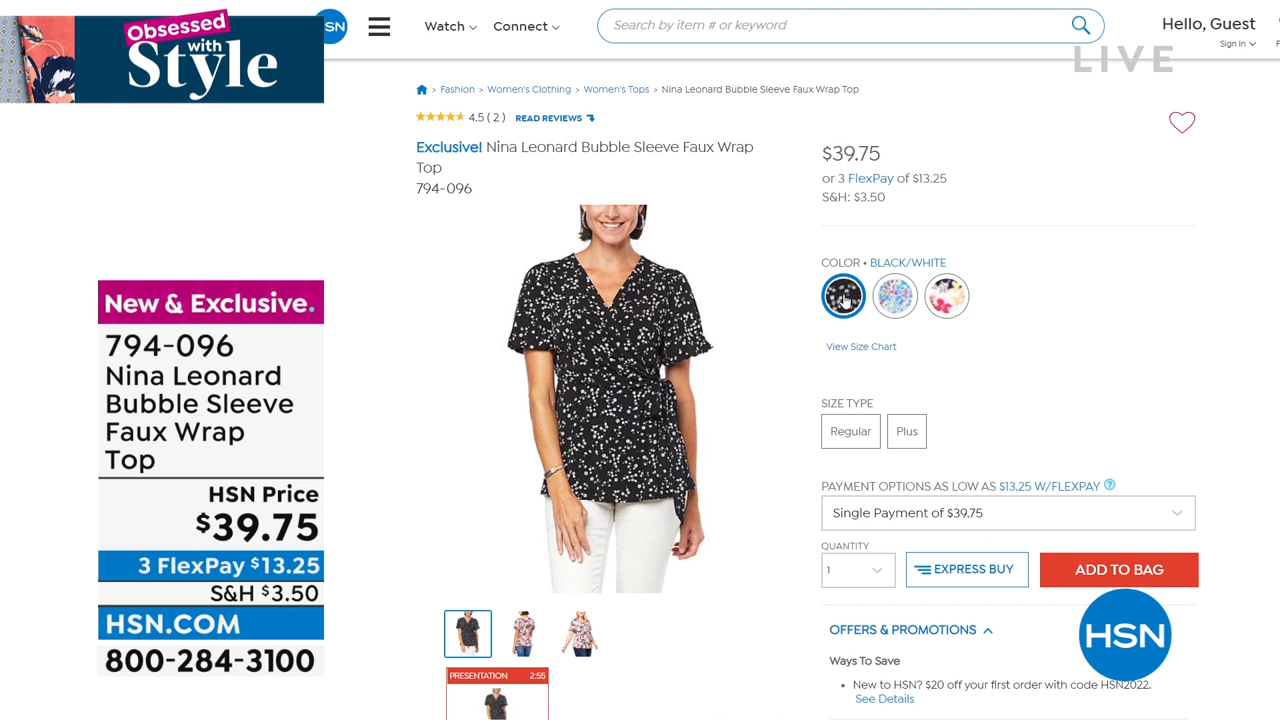 Obsessed
with
Style
SN
Watch
Connect
Search by item # or keyword
Hello, Guest
Sign In
LIVE
> Fashion > Women's Clothing > Women's Tops > Nina Leonard Bubble Sleeve Faux Wrap Top
4.5 ( 2 ) READ REVIEWS
Exclusive! Nina Leonard Bubble Sleeve Faux Wrap
Top
794-096
$39.75
or 3 FlexPay of $13.25
S&H: $3.50
COLOR • BLACK/WHITE
View Size Chart
SIZE TYPE
Regular
Plus
PAYMENT OPTIONS AS LOW AS $13.25 W/FLEXPAY ?
Single Payment of $39.75
QUANTITY
1
EXPRESS BUY
ADD TO BAG
OFFERS & PROMOTIONS
HSN
Ways To Save
• New to HSN? $20 off your first order with code HSN2022.
See Details
PRESENTATION 2:55
New & Exclusive.
794-096
Nina Leonard
Bubble Sleeve
Faux Wrap
Top
HSN Price
$39.75
3 FlexPay $13.25
S&H $3.50
HSN.COM
800-284-3100